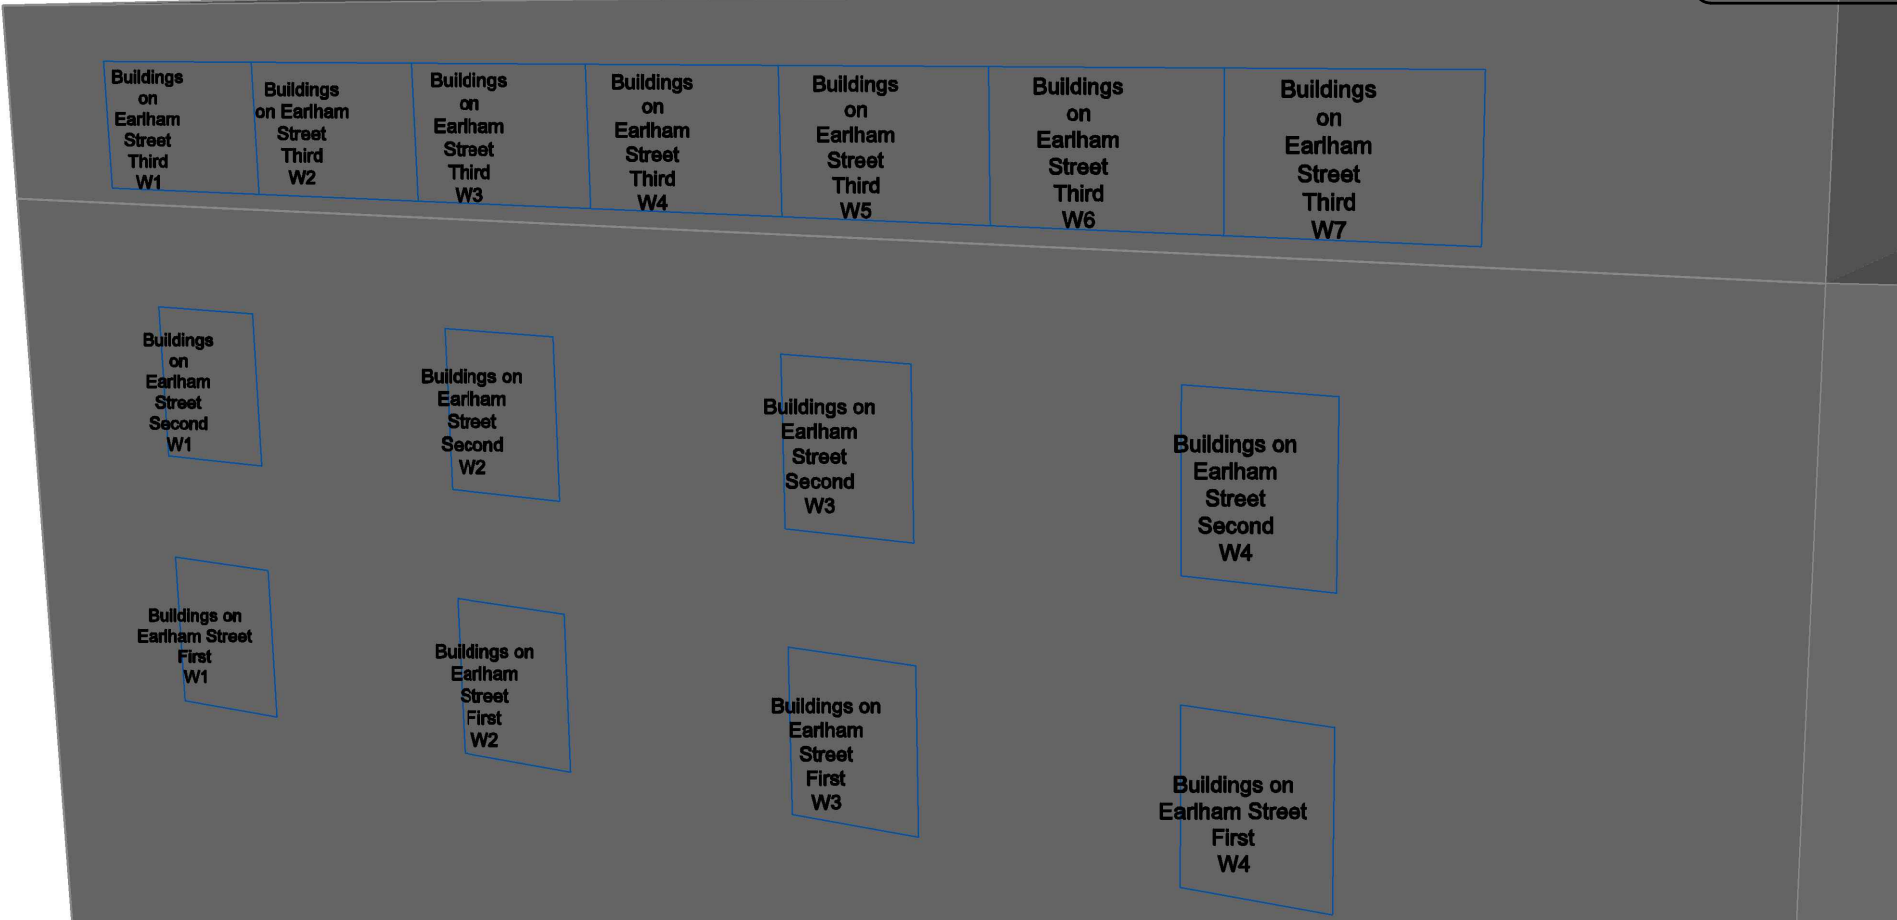 Buildings
on
Earlham
Street
Third
W1
Buildings
on Earlham
Street
Third
W2
Buildings
on
Earlham
Street
Third
W3
Buildings
on
Earlham
Street
Third
W4
Buildings
on
Earlham
Street
Third
W5
Buildings
on
Earlham
Street
Third
W6
Buildings
on
Earlham
Street
Third
W7
Buildings
on
Earlham
Street
Second
W1
Buildings on
Earlham
Street
Second
W2
Buildings on
Earlham
Street
Second
W3
Buildings on
Earlham
Street
Second
W4
Buildings on
Earlham Street
First
W1
Buildings on
Earlham
Street
First
W2
Buildings on
Earlham
Street
First
W3
Buildings on
Earlham Street
First
W4